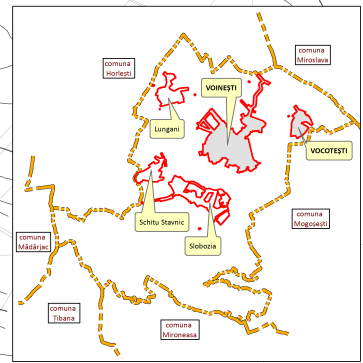 comuna
Horlești
comuna
Miroslava
VOINEȘTI
Lungani
VOCOTEȘTI
Schitu Stavnic
Slobozia
comuna
Mogoșești
comuna
Mădârjac
comuna
Țibana
comuna
Mironeasa